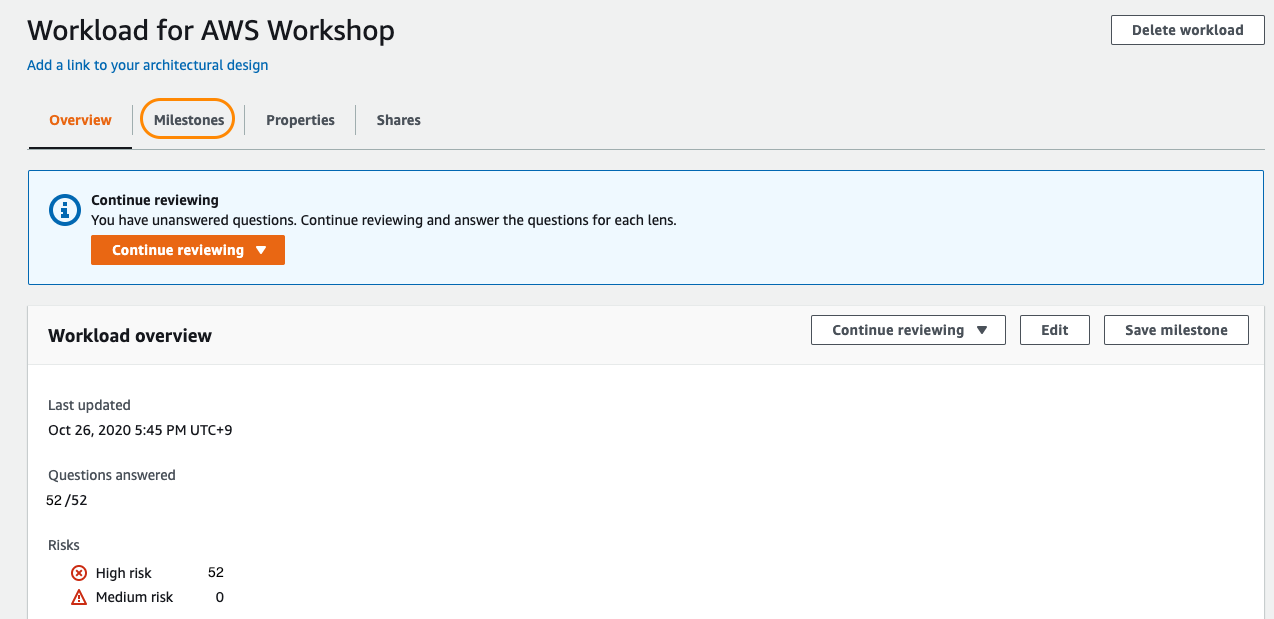 Workload for AWS Workshop
Delete workload
Add a link to your architectural design
Overview
Milestones
Properties
Shares
Continue reviewing
You have unanswered questions. Continue reviewing and answer the questions for each lens.
Continue reviewing
Workload overview
Continue reviewing
Edit
Save milestone
Last updated
Oct 26, 2020 5:45 PM UTC+9
Questions answered
52 /52
Risks
High risk 52
Medium risk 0